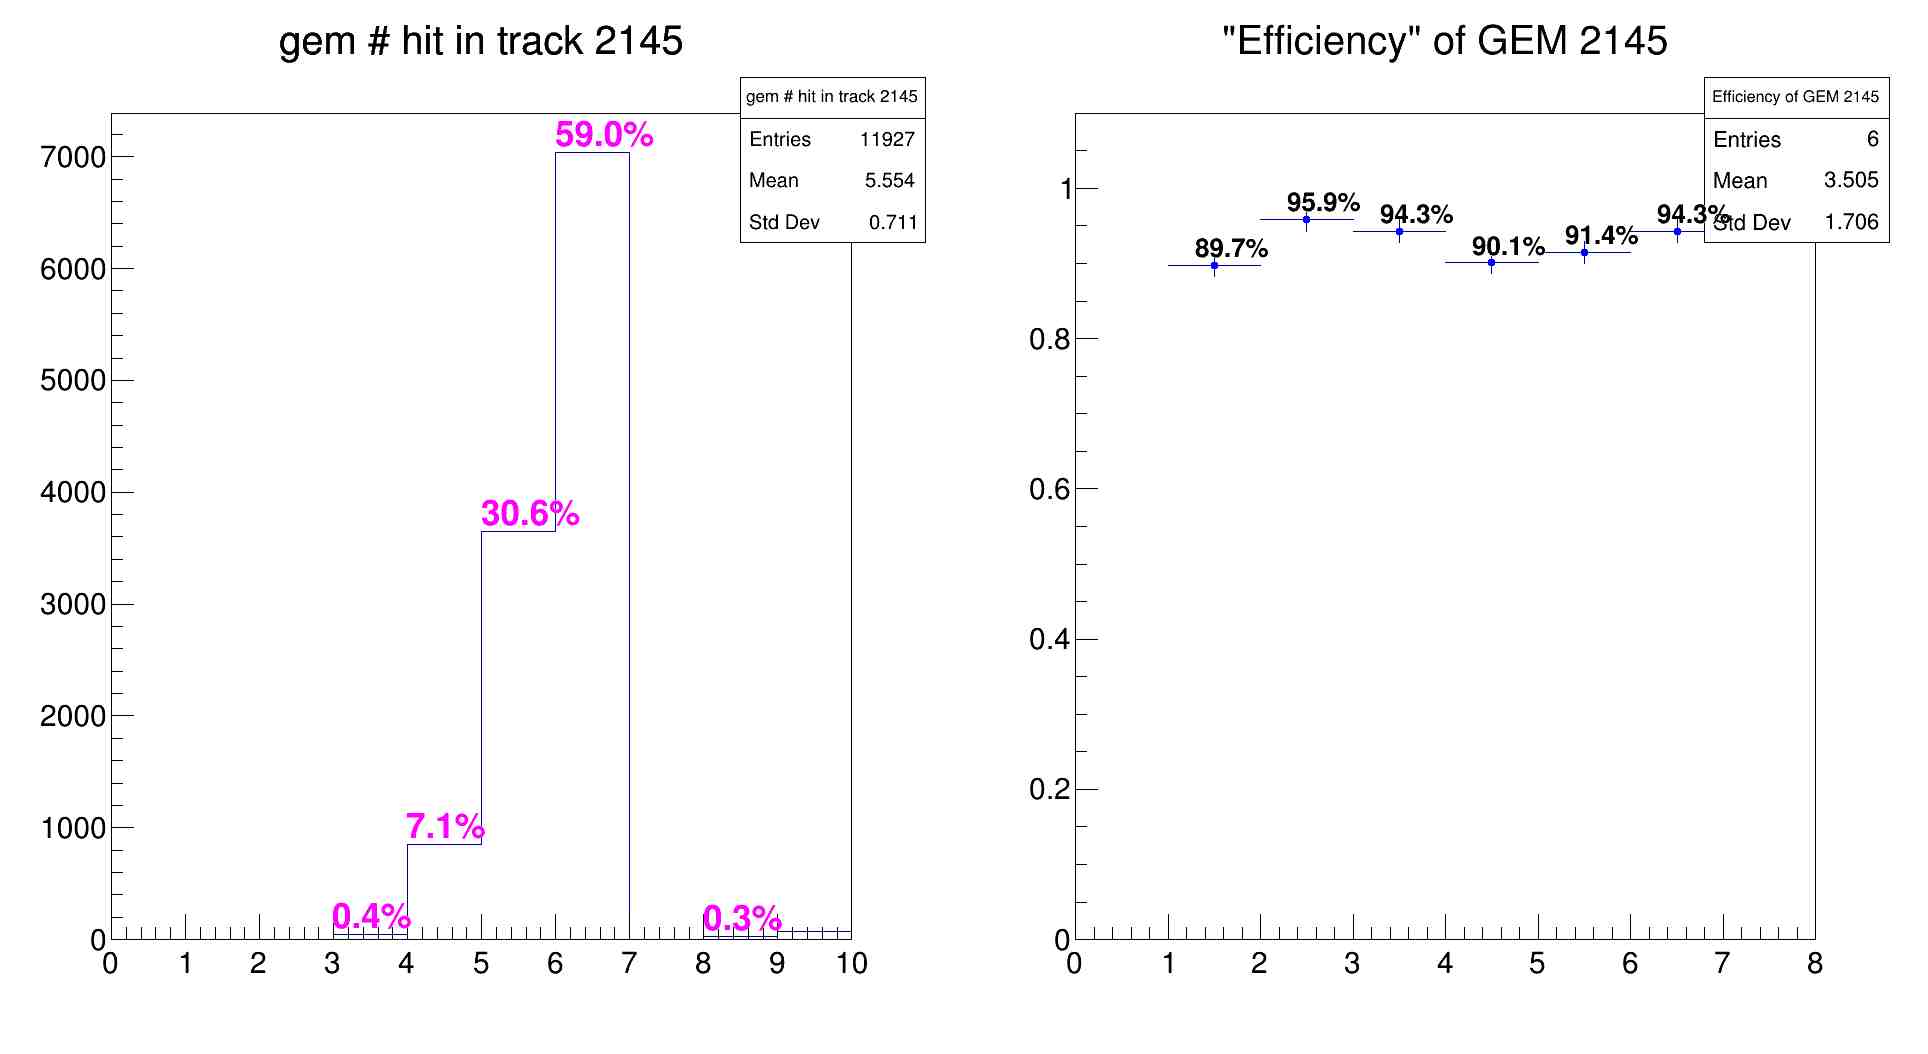 gem # hit in track 2145
gem # hit in track 2145
Entries 11927
Mean 5.554
Std Dev 0.711
7000
6000
5000
4000
3000
2000
1000
0
59.0%
30.6%
7.1%
0.4%
0.3%
0 1 2 3 4 5 6 7 8 9 10
"Efficiency" of GEM 2145
Efficiency of GEM 2145
Entries 6
Mean 3.505
Std Dev 1.706
1
0.8
0.6
0.4
0.2
0
89.7%
95.9%
94.3%
90.1%
91.4%
94.3%
0 1 2 3 4 5 6 7 8